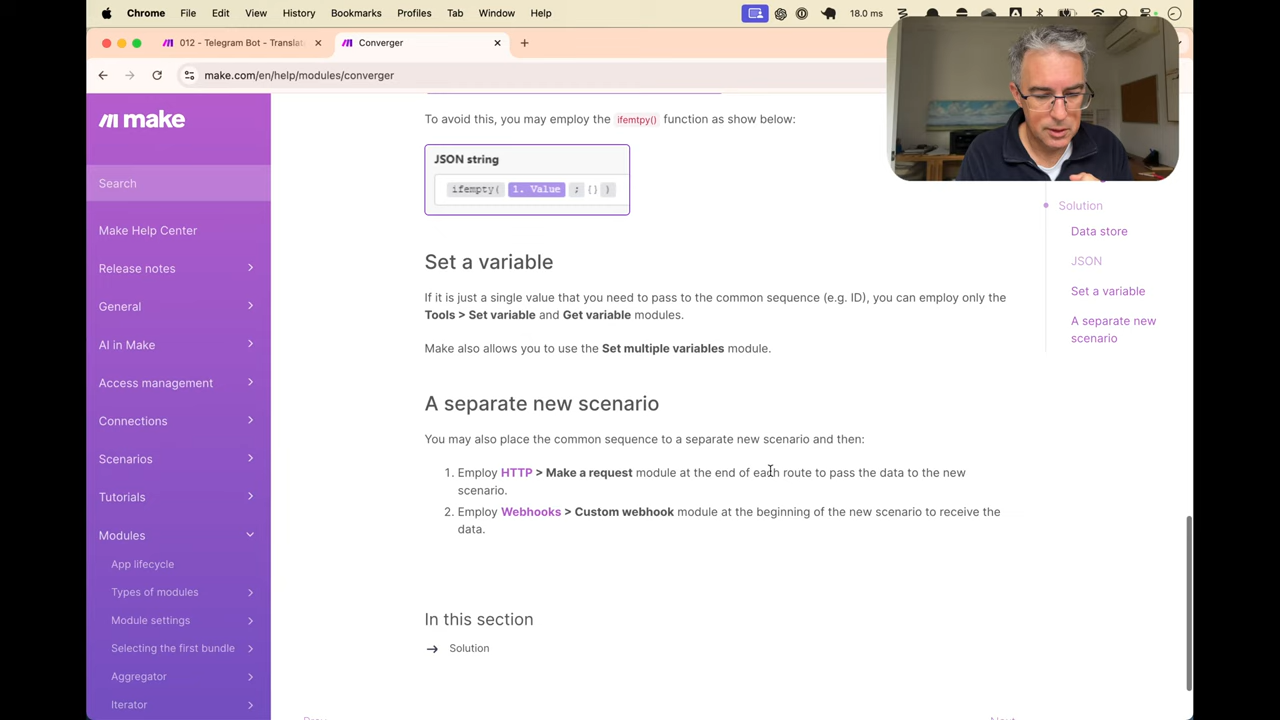 Chrome File Edit View History Bookmarks Profiles Tab Window Help 18.0 ms
012 - Telegram Bot - Translat
Converger
make.com/en/help/modules/converger
make
Search
Make Help Center
Release notes
General
AI in Make
Access management
Connections
Scenarios
Tutorials
Modules
App lifecycle
Types of modules
Module settings
Selecting the first bundle
Aggregator
Iterator
To avoid this, you may employ the ifemtpy() function as show below:
JSON string
ifempty( 1. Value ; {} )
Set a variable
If it is just a single value that you need to pass to the common sequence (e.g. ID), you can employ only the
Tools > Set variable and Get variable modules.
Make also allows you to use the Set multiple variables module.
A separate new scenario
You may also place the common sequence to a separate new scenario and then:
1. Employ HTTP > Make a request module at the end of each route to pass the data to the new
scenario.
2. Employ Webhooks > Custom webhook module at the beginning of the new scenario to receive the
data.
In this section
Solution
Solution
Data store
JSON
Set a variable
A separate new
scenario